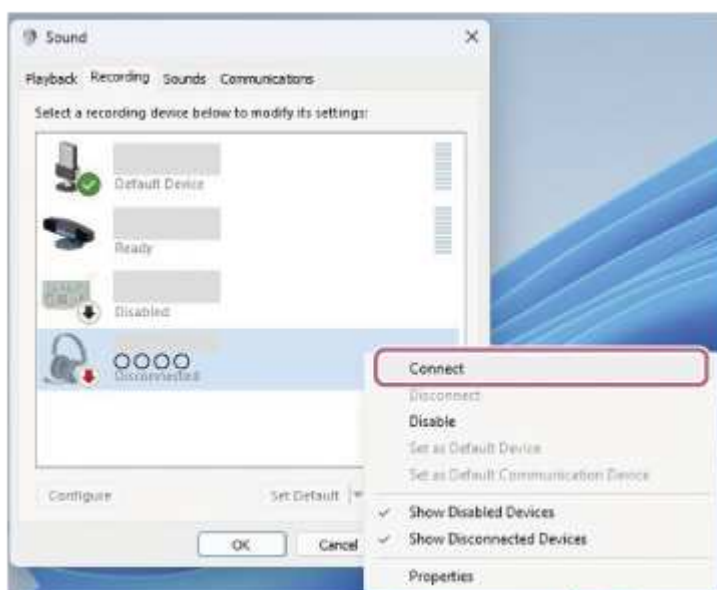 Sound
Playback Recording Sounds Communications
Select a recording device below to modify its settings:
Default Device
Ready
Disabled
OOOO
Disconnected
Configure
Set Default
OK
Cancel
Connect
Disconnect
Disable
Set as Default Device
Set as Default Communication Device
Show Disabled Devices
Show Disconnected Devices
Properties